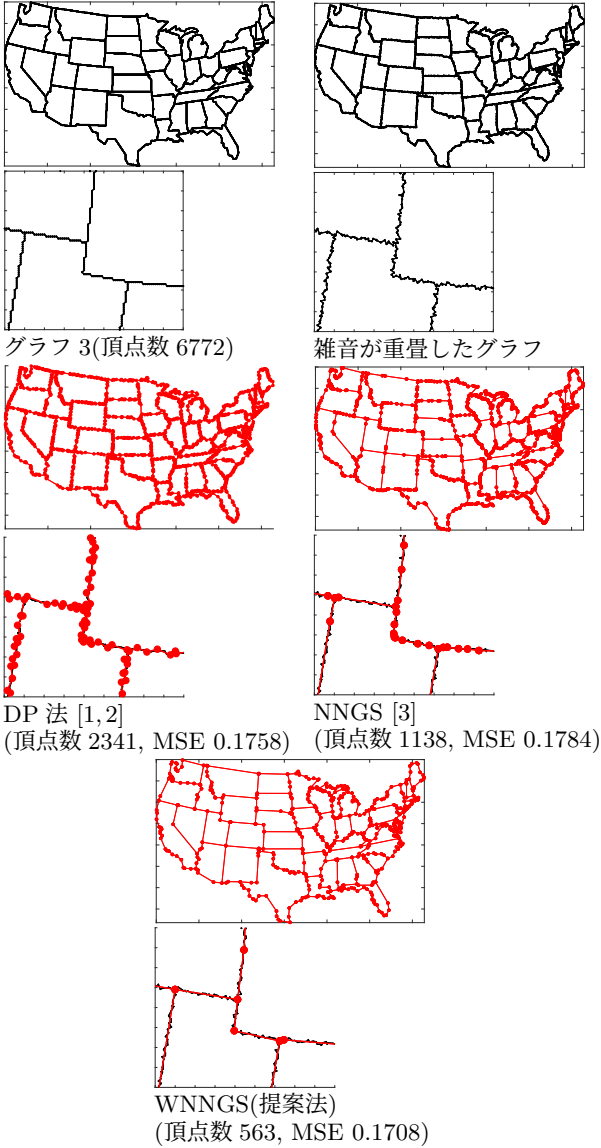 グラフ 3(頂点数 6772)
雑音が重畳したグラフ
DP 法 [1, 2]
(頂点数 2341, MSE 0.1758)
NNGS [3]
(頂点数 1138, MSE 0.1784)
WNNGS(提案法)
(頂点数 563, MSE 0.1708)